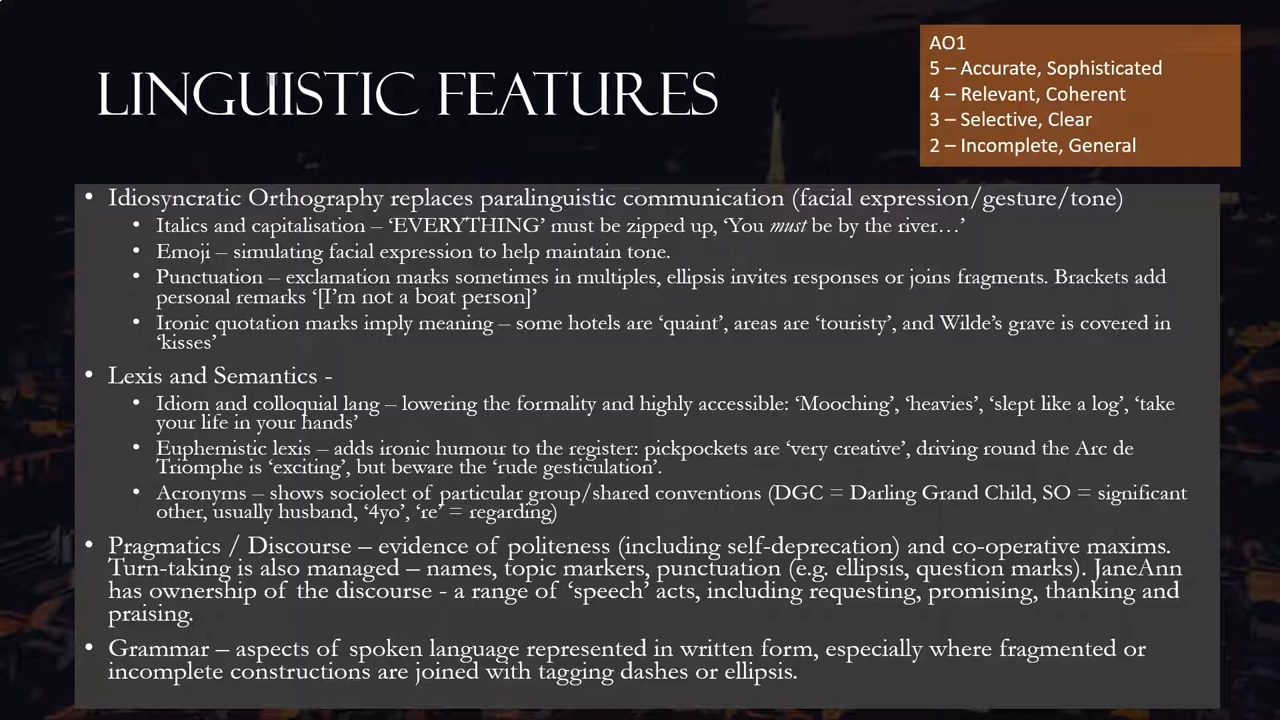 LINGUISTIC FEATURES
AO1
5 – Accurate, Sophisticated
4 – Relevant, Coherent
3 – Selective, Clear
2 – Incomplete, General
• Idiosyncratic Orthography replaces paralinguistic communication (facial expression/gesture/tone)
• Italics and capitalisation – ‘EVERYTHING’ must be zipped up, ‘You must be by the river…’
• Emoji – simulating facial expression to help maintain tone.
• Punctuation – exclamation marks sometimes in multiples, ellipsis invites responses or joins fragments. Brackets add
personal remarks ‘[I’m not a boat person]’
• Ironic quotation marks imply meaning – some hotels are ‘quaint’, areas are ‘touristy’, and Wilde’s grave is covered in
‘kisses’
• Lexis and Semantics -
• Idiom and colloquial lang – lowering the formality and highly accessible: ‘Mooching’, ‘heavies’, ‘slept like a log’, ‘take
your life in your hands’
• Euphemistic lexis – adds ironic humour to the register: pickpockets are ‘very creative’, driving round the Arc de
Triomphe is ‘exciting’, but beware the ‘rude gesticulation’.
• Acronyms – shows sociolect of particular group/shared conventions (DGC = Darling Grand Child, SO = significant
other, usually husband, ‘4yo’, ‘re’ = regarding)
• Pragmatics / Discourse – evidence of politeness (including self-deprecation) and co-operative maxims.
Turn-taking is also managed – names, topic markers, punctuation (e.g. ellipsis, question marks). JaneAnn
has ownership of the discourse - a range of ‘speech’ acts, including requesting, promising, thanking and
praising.
• Grammar – aspects of spoken language represented in written form, especially where fragmented or
incomplete constructions are joined with tagging dashes or ellipsis.